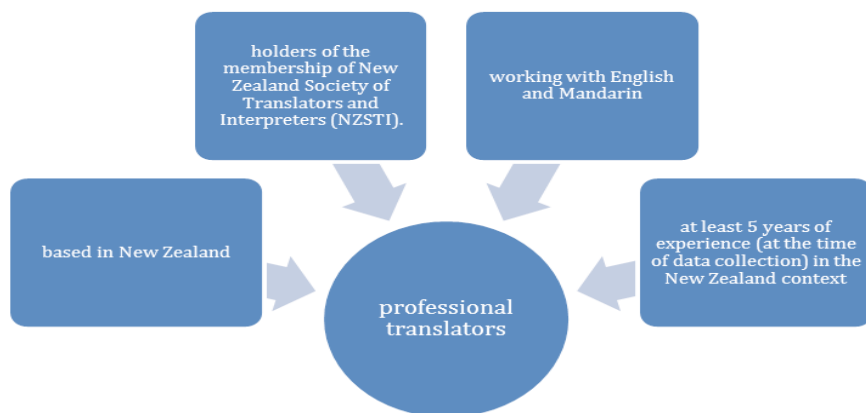 holders of the
membership of New
Zealand Society of
Translators and
Interpreters (NZSTI).
working with English
and Mandarin
based in New Zealand
at least 5 years of
experience (at the time
of data collection) in the
New Zealand context
professional
translators